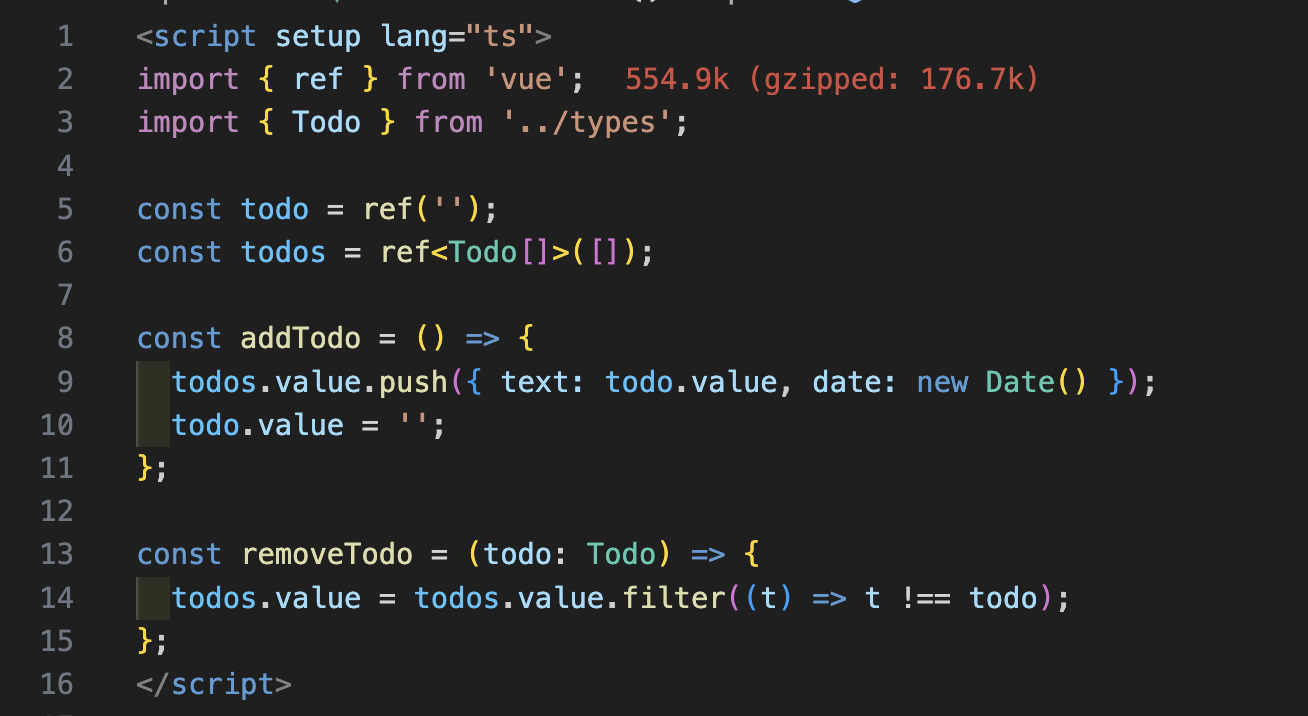 1 <script setup lang="ts">
2 import { ref } from 'vue'; 554.9k (gzipped: 176.7k)
3 import { Todo } from '../types';
4
5 const todo = ref('');
6 const todos = ref<Todo[]>([]);
7
8 const addTodo = () => {
9   todos.value.push({ text: todo.value, date: new Date() });
10   todo.value = '';
11 };
12
13 const removeTodo = (todo: Todo) => {
14   todos.value = todos.value.filter((t) => t !== todo);
15 };
16 </script>